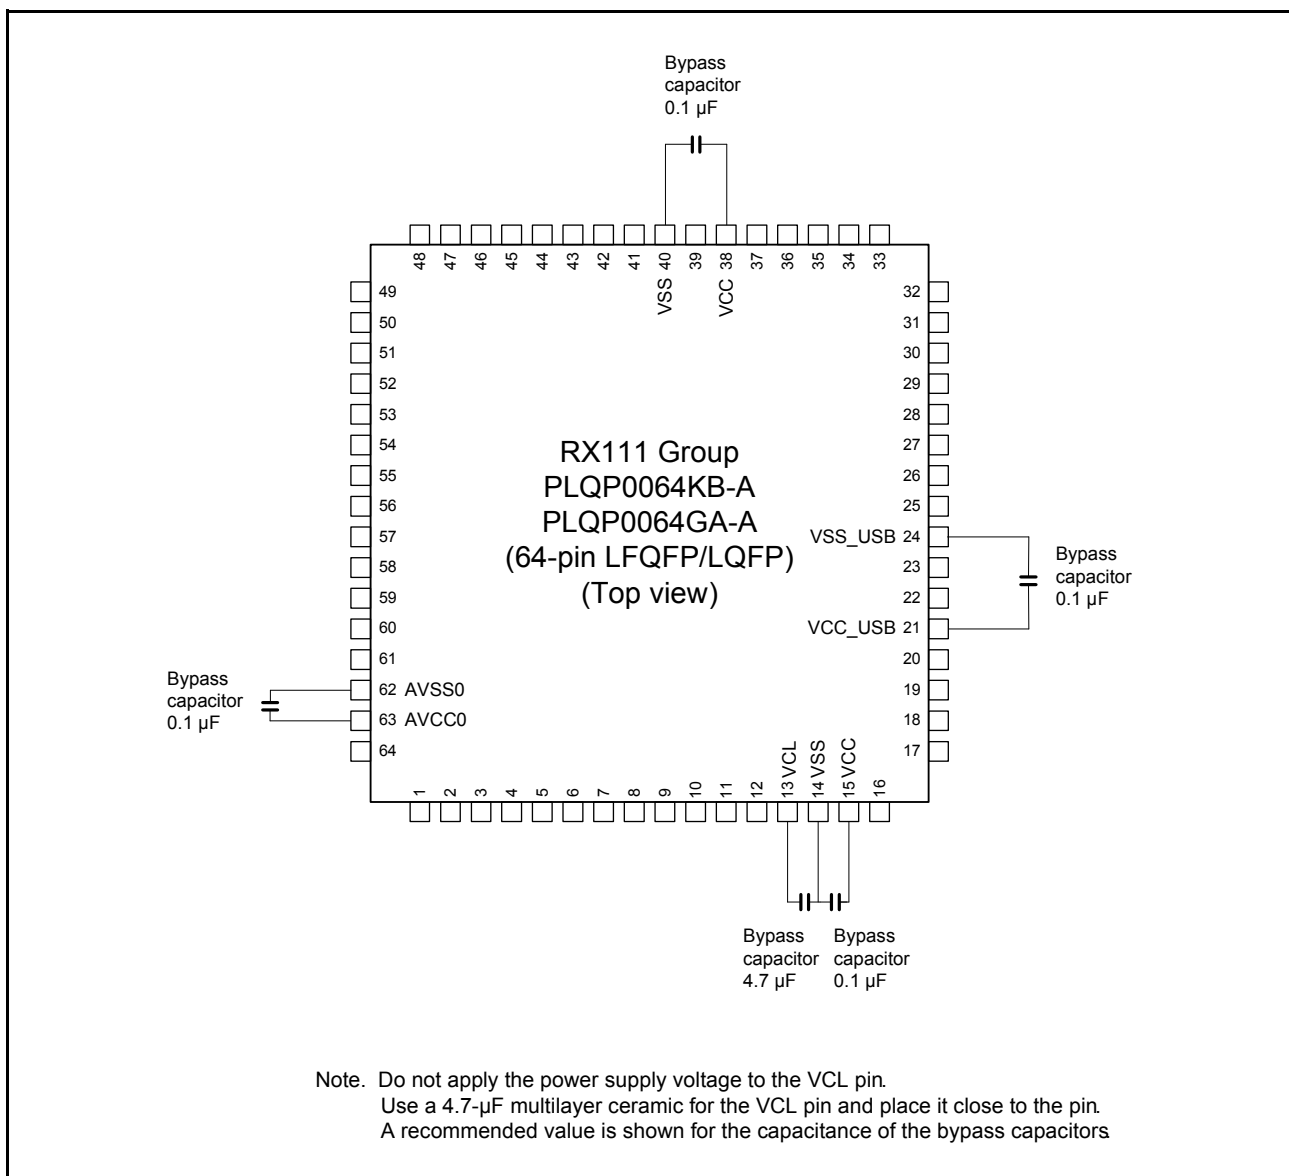 Bypass
capacitor
0.1 µF
48 47 46 45 44 43 42 41 40 39 38 37 36 35 34 33
VSS VCC
49
50
51
52
53
54
55
56
57
58
59
60
61
62 AVSS0
63 AVCC0
64
RX111 Group
PLQP0064KB-A
PLQP0064GA-A
(64-pin LFQFP/LQFP)
(Top view)
32
31
30
29
28
27
26
25
VSS_USB 24
23
22
VCC_USB 21
20
19
18
17
Bypass
capacitor
0.1 µF
Bypass
capacitor
0.1 µF
1 2 3 4 5 6 7 8 9 10 11 12 13 VCL 14 VSS 15 VCC 16
Bypass
capacitor
4.7 µF
Bypass
capacitor
0.1 µF
Note. Do not apply the power supply voltage to the VCL pin.
Use a 4.7-µF multilayer ceramic for the VCL pin and place it close to the pin.
A recommended value is shown for the capacitance of the bypass capacitors.